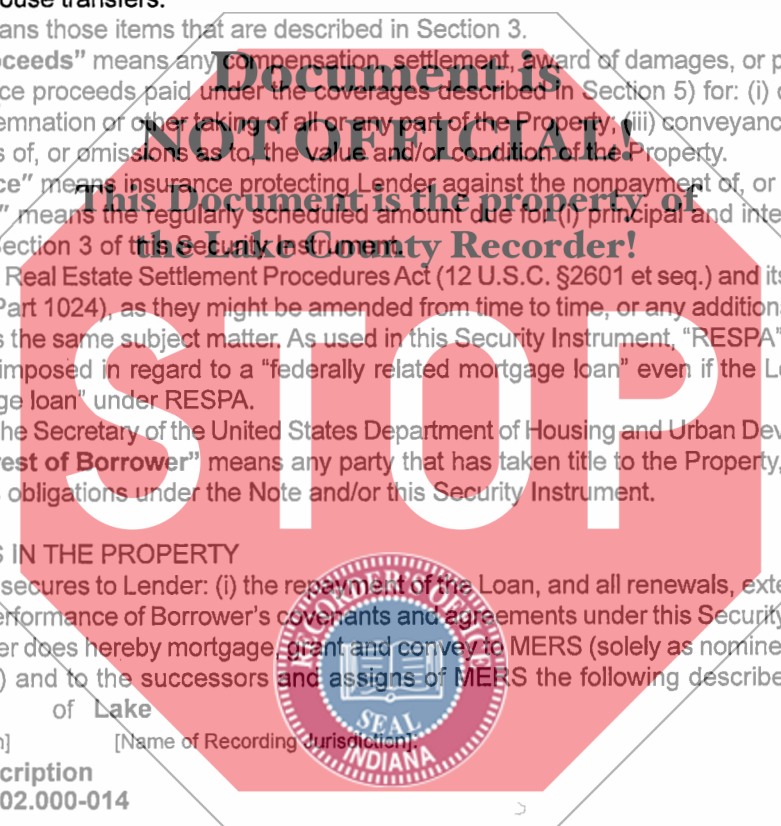 ouse transfers.
ans those items that are described in Section 3.
ceeds” means any compensation, settlement, award of damages, or p
ce proceeds paid under the coverages described in Section 5) for: (i)
emnation or other taking of all or any part of the Property; (iii) conveyanc
s of, or omissions as to, the value and/or condition of the Property.
ce” means insurance protecting Lender against the nonpayment of, or
” means the regularly scheduled amount due for (i) principal and inte
ection 3 of this Security Instrument.
Real Estate Settlement Procedures Act (12 U.S.C. §2601 et seq.) and its
Part 1024), as they might be amended from time to time, or any addition
s the same subject matter. As used in this Security Instrument, “RESPA”
imposed in regard to a “federally related mortgage loan” even if the L
ge loan” under RESPA.
he Secretary of the United States Department of Housing and Urban Dev
rest of Borrower” means any party that has taken title to the Property,
s obligations under the Note and/or this Security Instrument.
S IN THE PROPERTY
secures to Lender: (i) the repayment of the Loan, and all renewals, exte
erformance of Borrower’s covenants and agreements under this Security
er does hereby mortgage, grant and convey to MERS (solely as nomine
) and to the successors and assigns of MERS the following describe
of Lake
n] [Name of Recording Jurisdiction]:
cription
02.000-014
Document is
NOT OFFICIAL!
This Document is the property of
the Lake County Recorder!
STOP
RECORDER'S OFFICE
SEAL
INDIANA